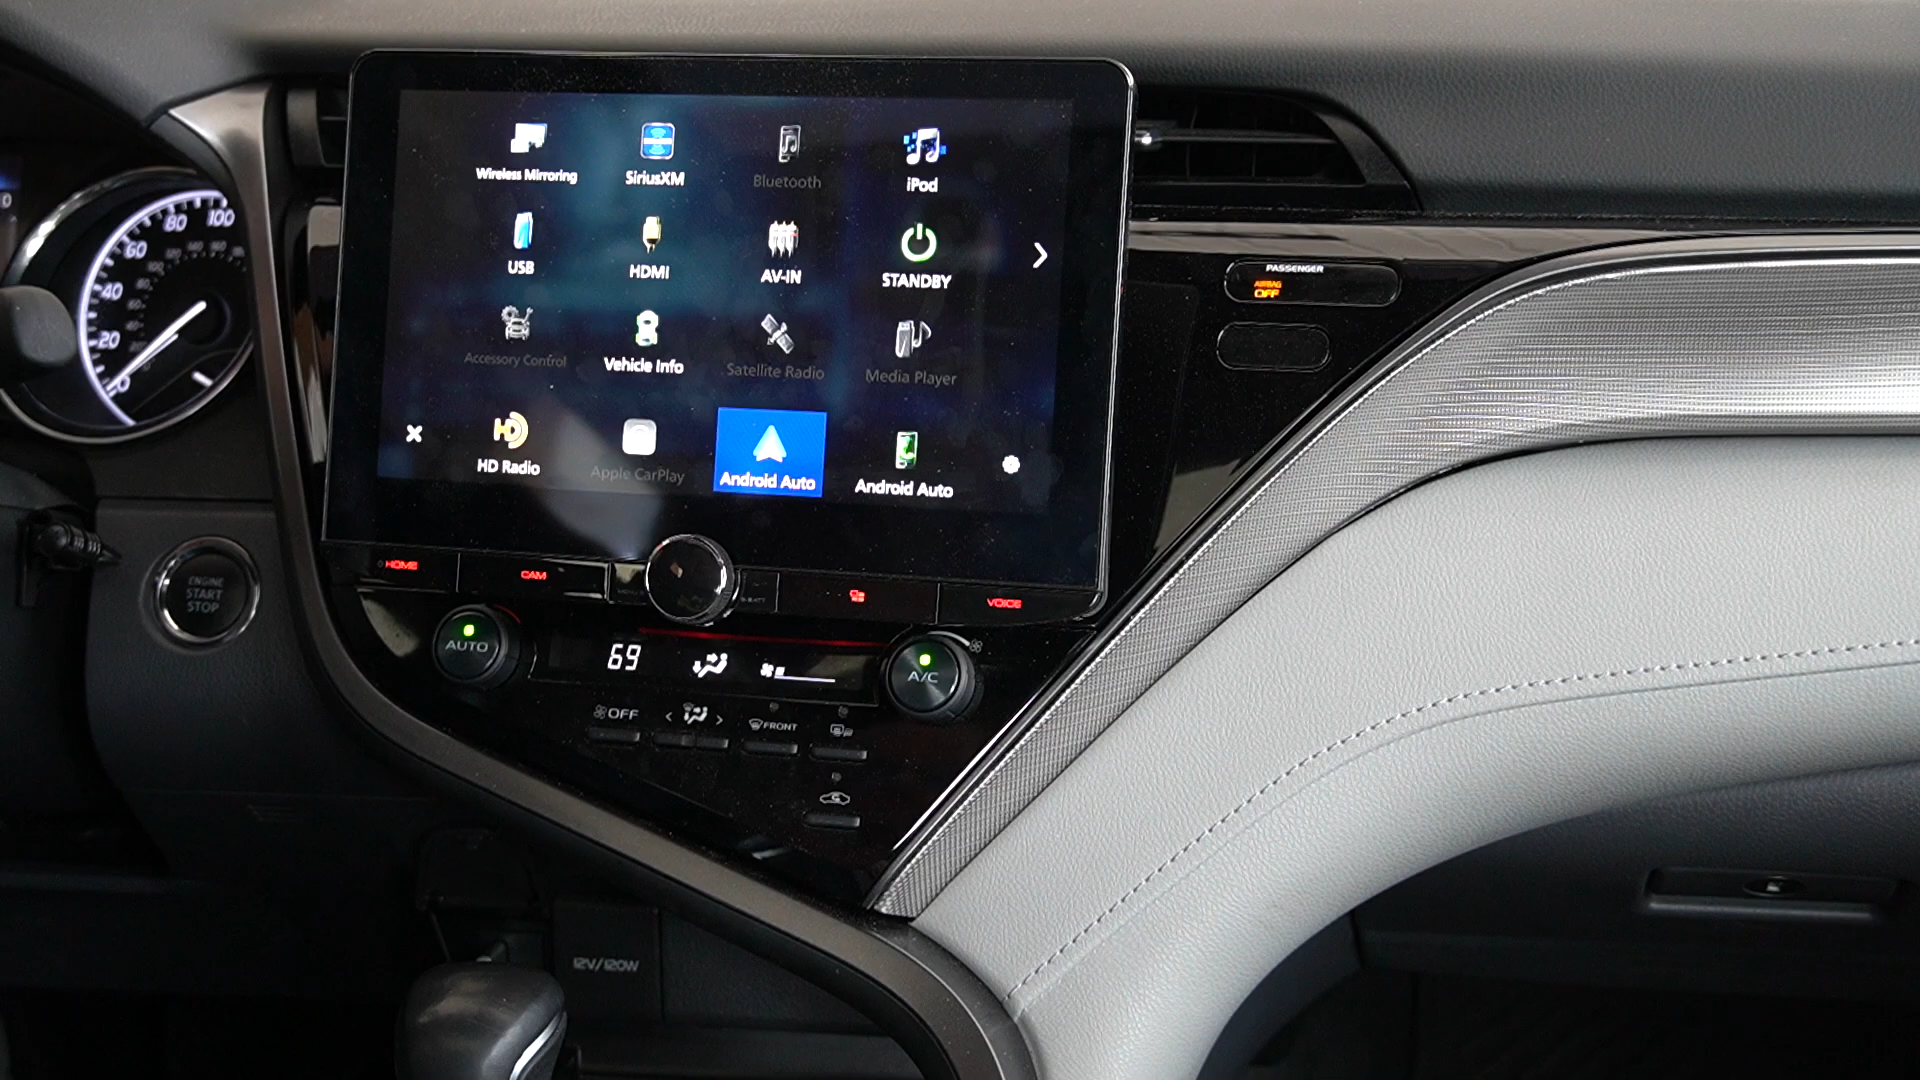 Wireless Mirroring
SiriusXM
Bluetooth
iPod
USB
HDMI
AV-IN
STANDBY
Accessory Control
Vehicle Info
Satellite Radio
Media Player
HD Radio
Apple CarPlay
Android Auto
Android Auto
HOME
CAM
VOICE
PASSENGER
AIRBAG
OFF
100
80
60
40
20
0
ENGINE
START
STOP
AUTO
69
A/C
OFF
FRONT
12V/120W